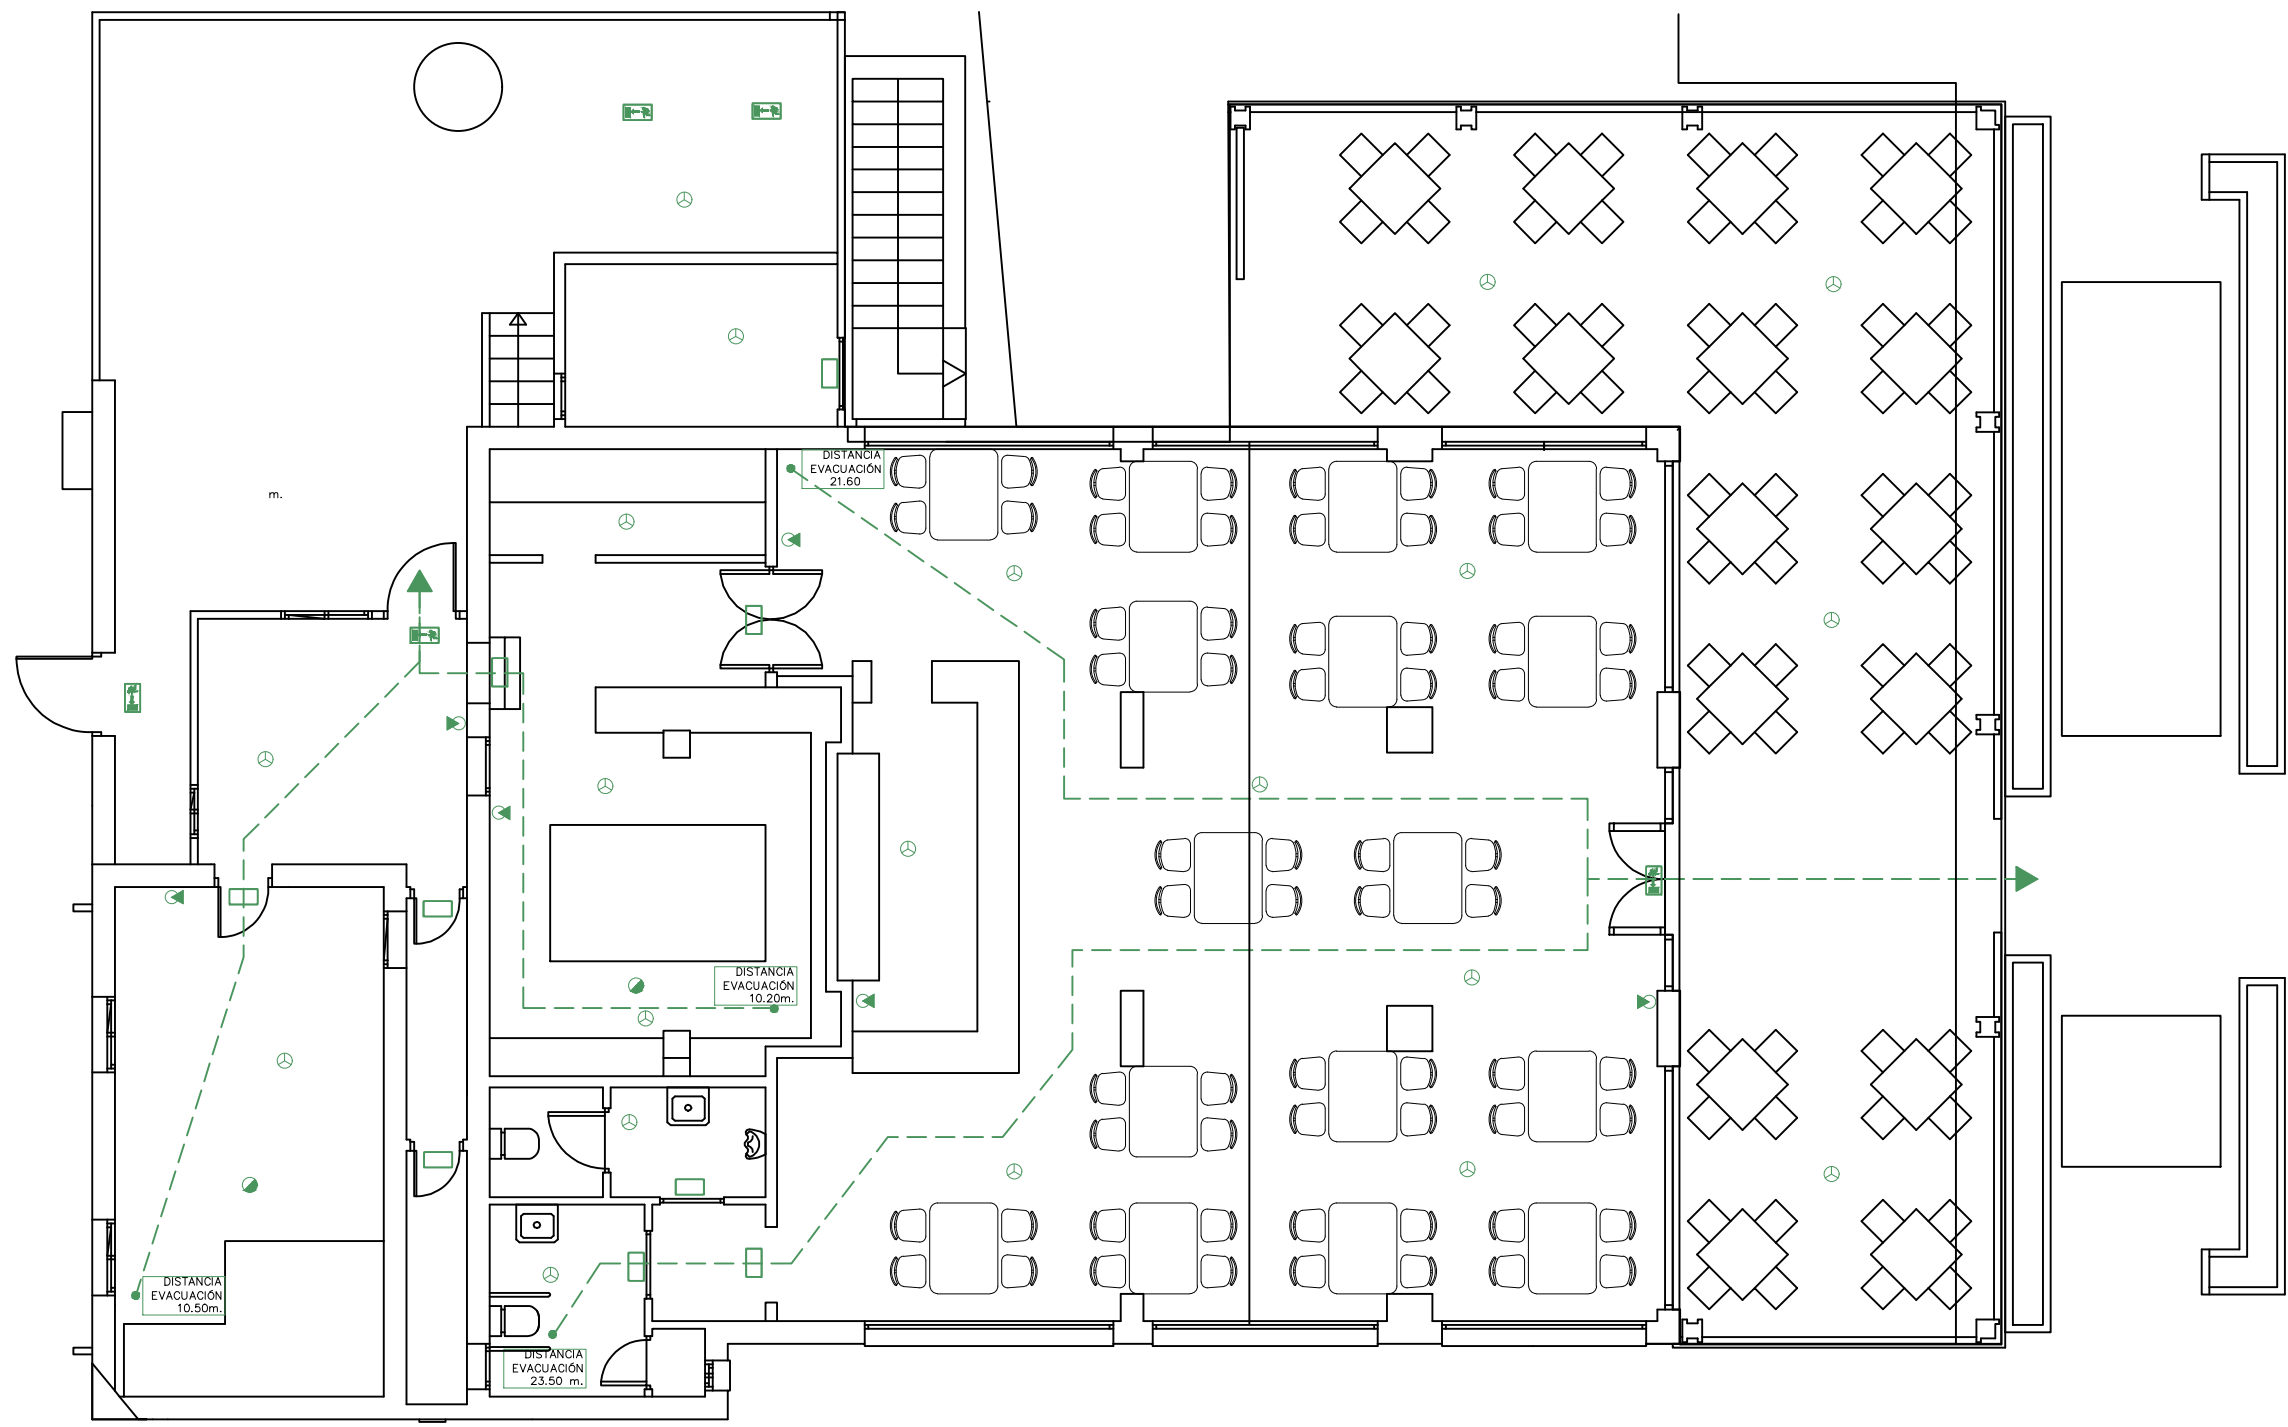 DISTANCIA
EVACUACIÓN
21.60
m.
DISTANCIA
EVACUACIÓN
10.20m.
DISTANCIA
EVACUACIÓN
10.50m.
DISTANCIA
EVACUACIÓN
23.50 m.